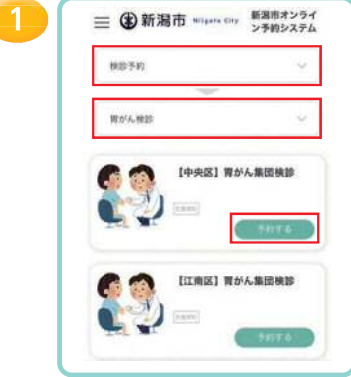 1
新潟市 Niigata City 新潟市オンライン予約システム
検診予約
胃がん検診
【中央区】胃がん集団検診
予約する
【江南区】胃がん集団検診
予約する